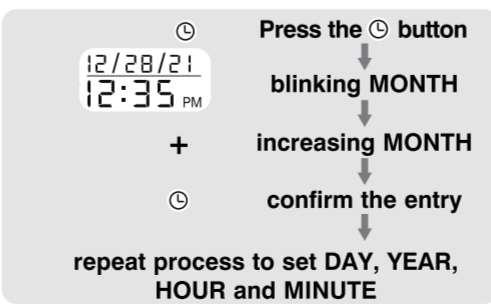 Press the button
12/28/21
12:35 PM
blinking MONTH
+ increasing MONTH
confirm the entry
repeat process to set DAY, YEAR,
HOUR and MINUTE